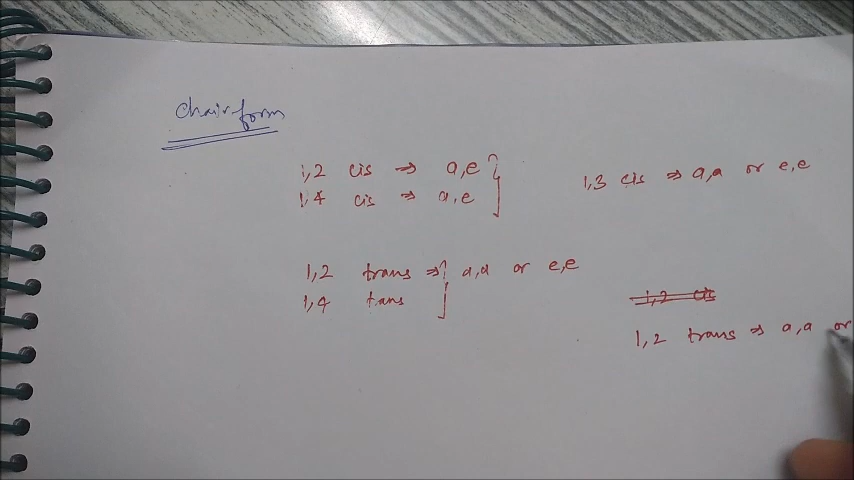 chair form
1,2 cis ⇒ a,e
1,4 cis ⇒ a,e
1,3 cis ⇒ a,a or e,e
1,2 trans ⇒ a,a or e,e
1,4 tans
1,2 cis
1,2 trans ⇒ a,a or